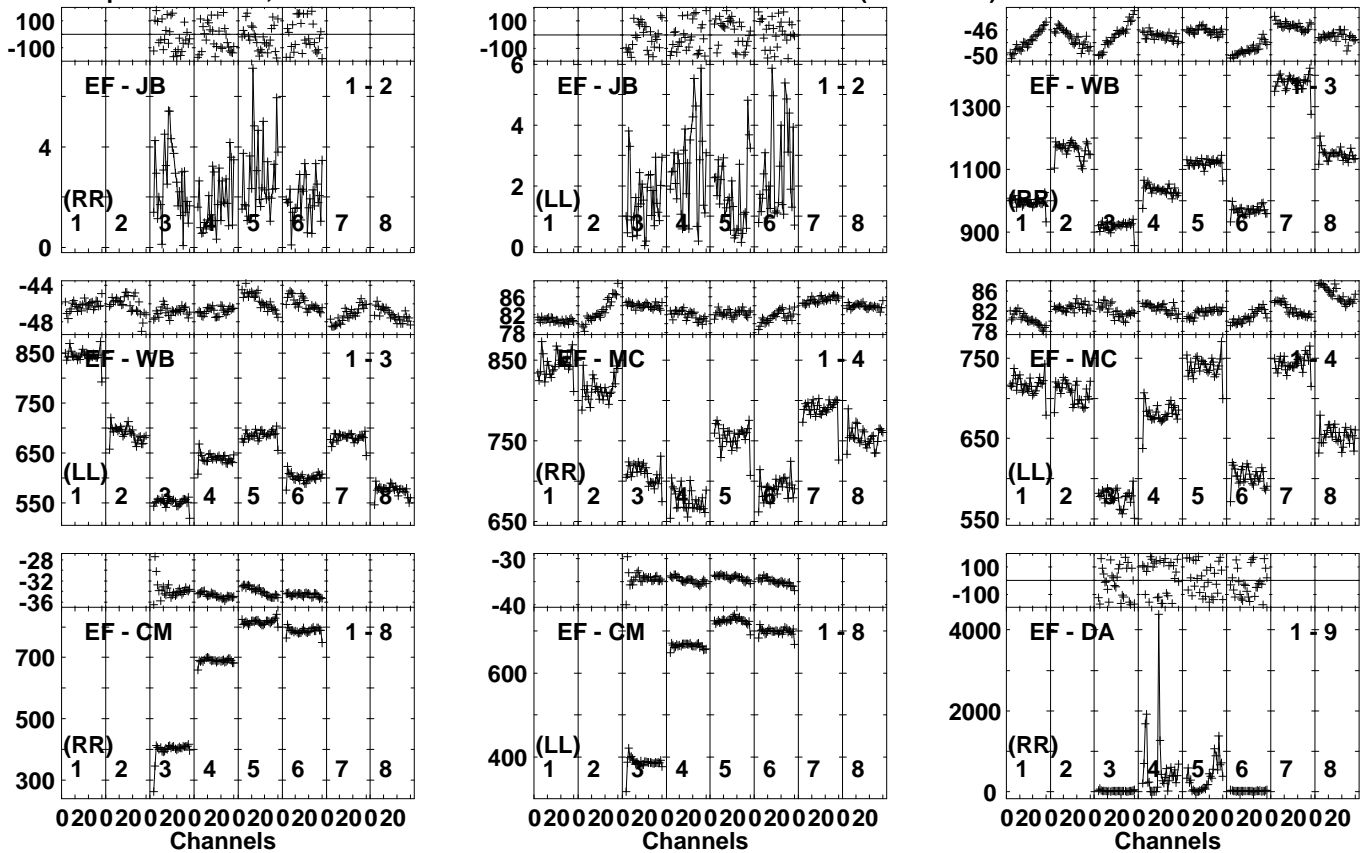 100
-100
EF - JB 1 - 2
4
0
(RR)
1 2 3 4 5 6 7 8
100
-100
6
EF - JB 1 - 2
4
2
0
(LL)
1 2 3 4 5 6 7 8
-46
-50
EF - WB - 3
1300
1100
900
(RR)
1 2 3 4 5 6 7 8
-44
-48
850
EF - WB 1 - 3
750
650
550
(LL)
1 2 3 4 5 6 7 8
86
82
78
850
EF - MC 1 - 4
750
650
(RR)
1 2 3 4 5 6 7 8
86
82
78
750
EF - MC 1 - 4
650
550
(LL)
1 2 3 4 5 6 7 8
-28
-32
-36
EF - CM 1 - 8
700
500
300
(RR)
1 2 3 4 5 6 7 8
0 20 0 20 0 20 0 20 0 20 0 20 0 20 0 20
Channels
-30
-40
EF - CM 1 - 8
600
400
(LL)
1 2 3 4 5 6 7 8
0 20 0 20 0 20 0 20 0 20 0 20 0 20 0 20
Channels
100
-100
EF - DA 1 - 9
4000
2000
0
(RR)
1 2 3 4 5 6 7 8
0 20 0 20 0 20 0 20 0 20 0 20 0 20 0 20
Channels